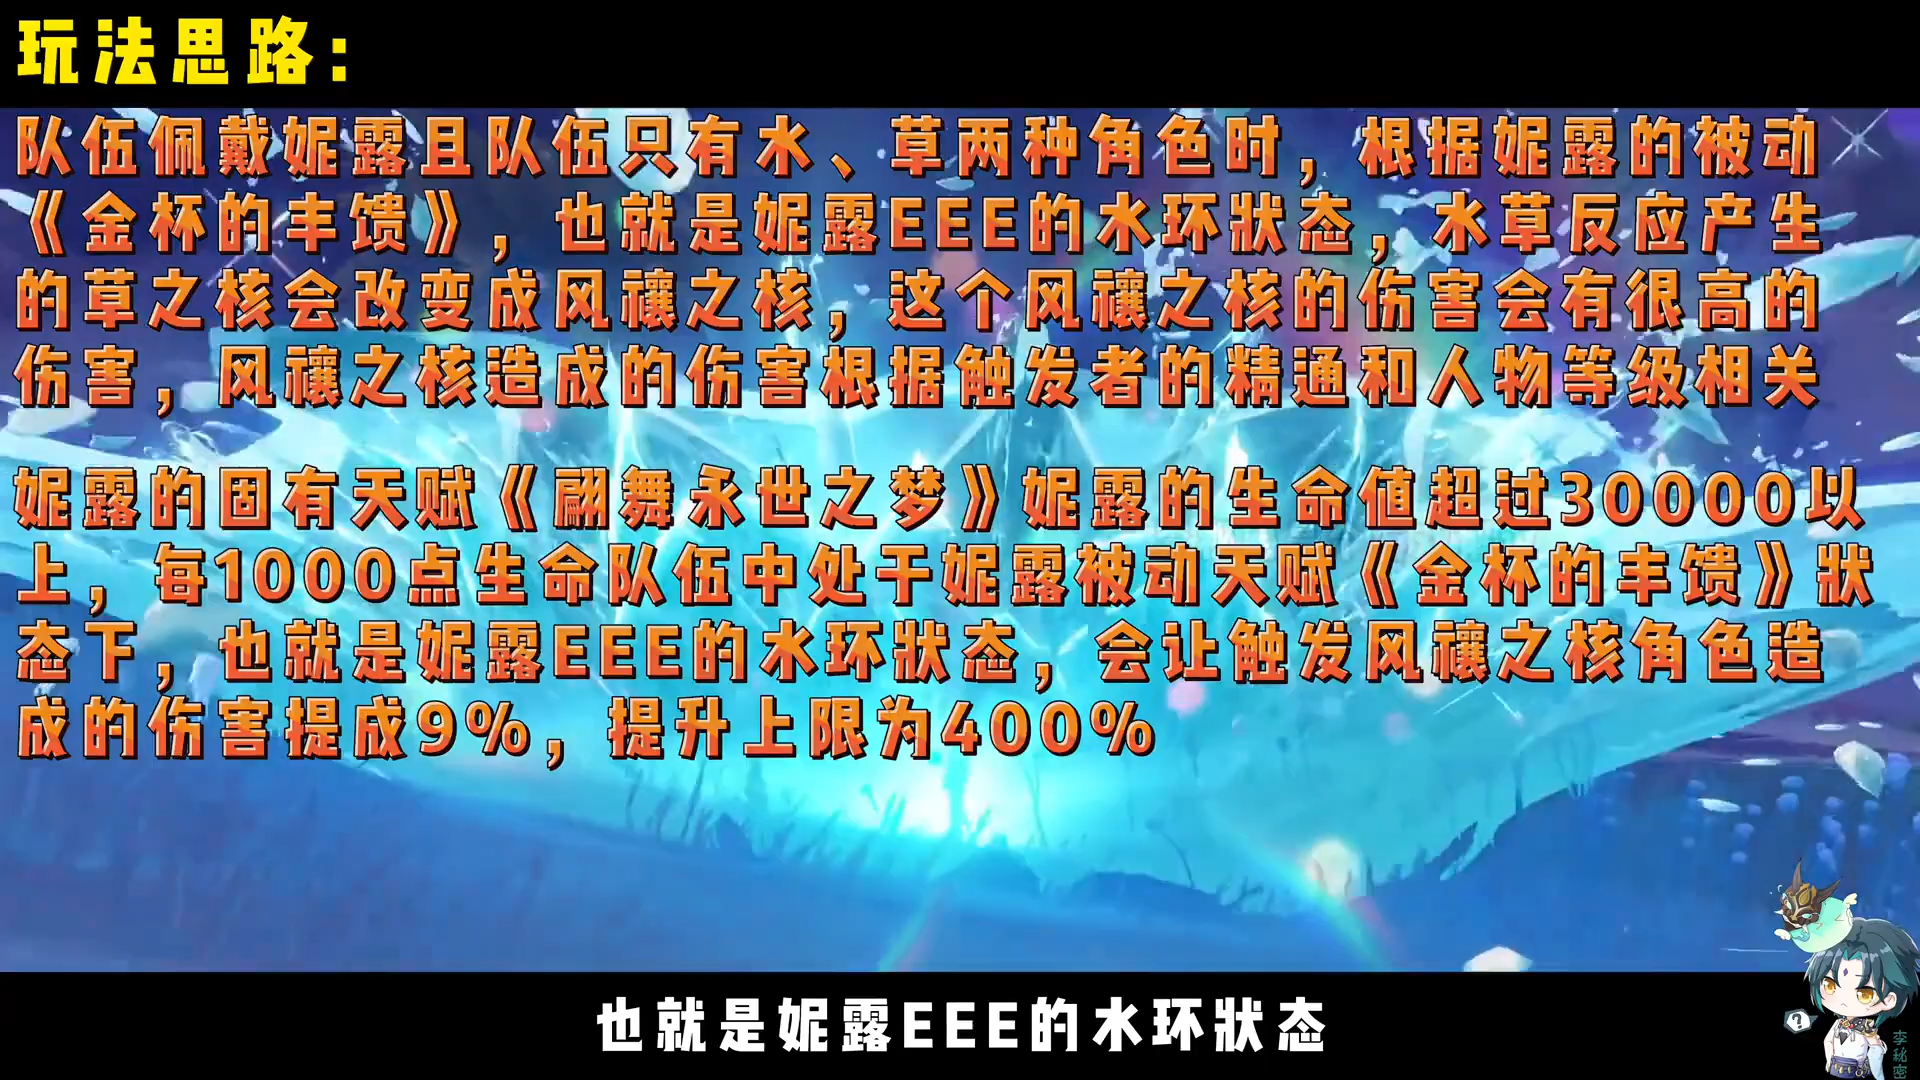 玩法思路：
队伍佩戴妮露且队伍只有水、草两种角色时，根据妮露的被动
《金杯的丰馈》，也就是妮露EEE的水环狀态，水草反应产生
的草之核会改变成风禳之核，这个风禳之核的伤害会有很高的
伤害，风禳之核造成的伤害根据触发者的精通和人物等级相关
妮露的固有天赋《翩舞永世之梦》妮露的生命值超过30000以
上，每1000点生命队伍中处于妮露被动天赋《金杯的丰馈》狀
态下，也就是妮露EEE的水环狀态，会让触发风禳之核角色造
成的伤害提成9%，提升上限为400%
也就是妮露EEE的水环狀态
?
李秘密